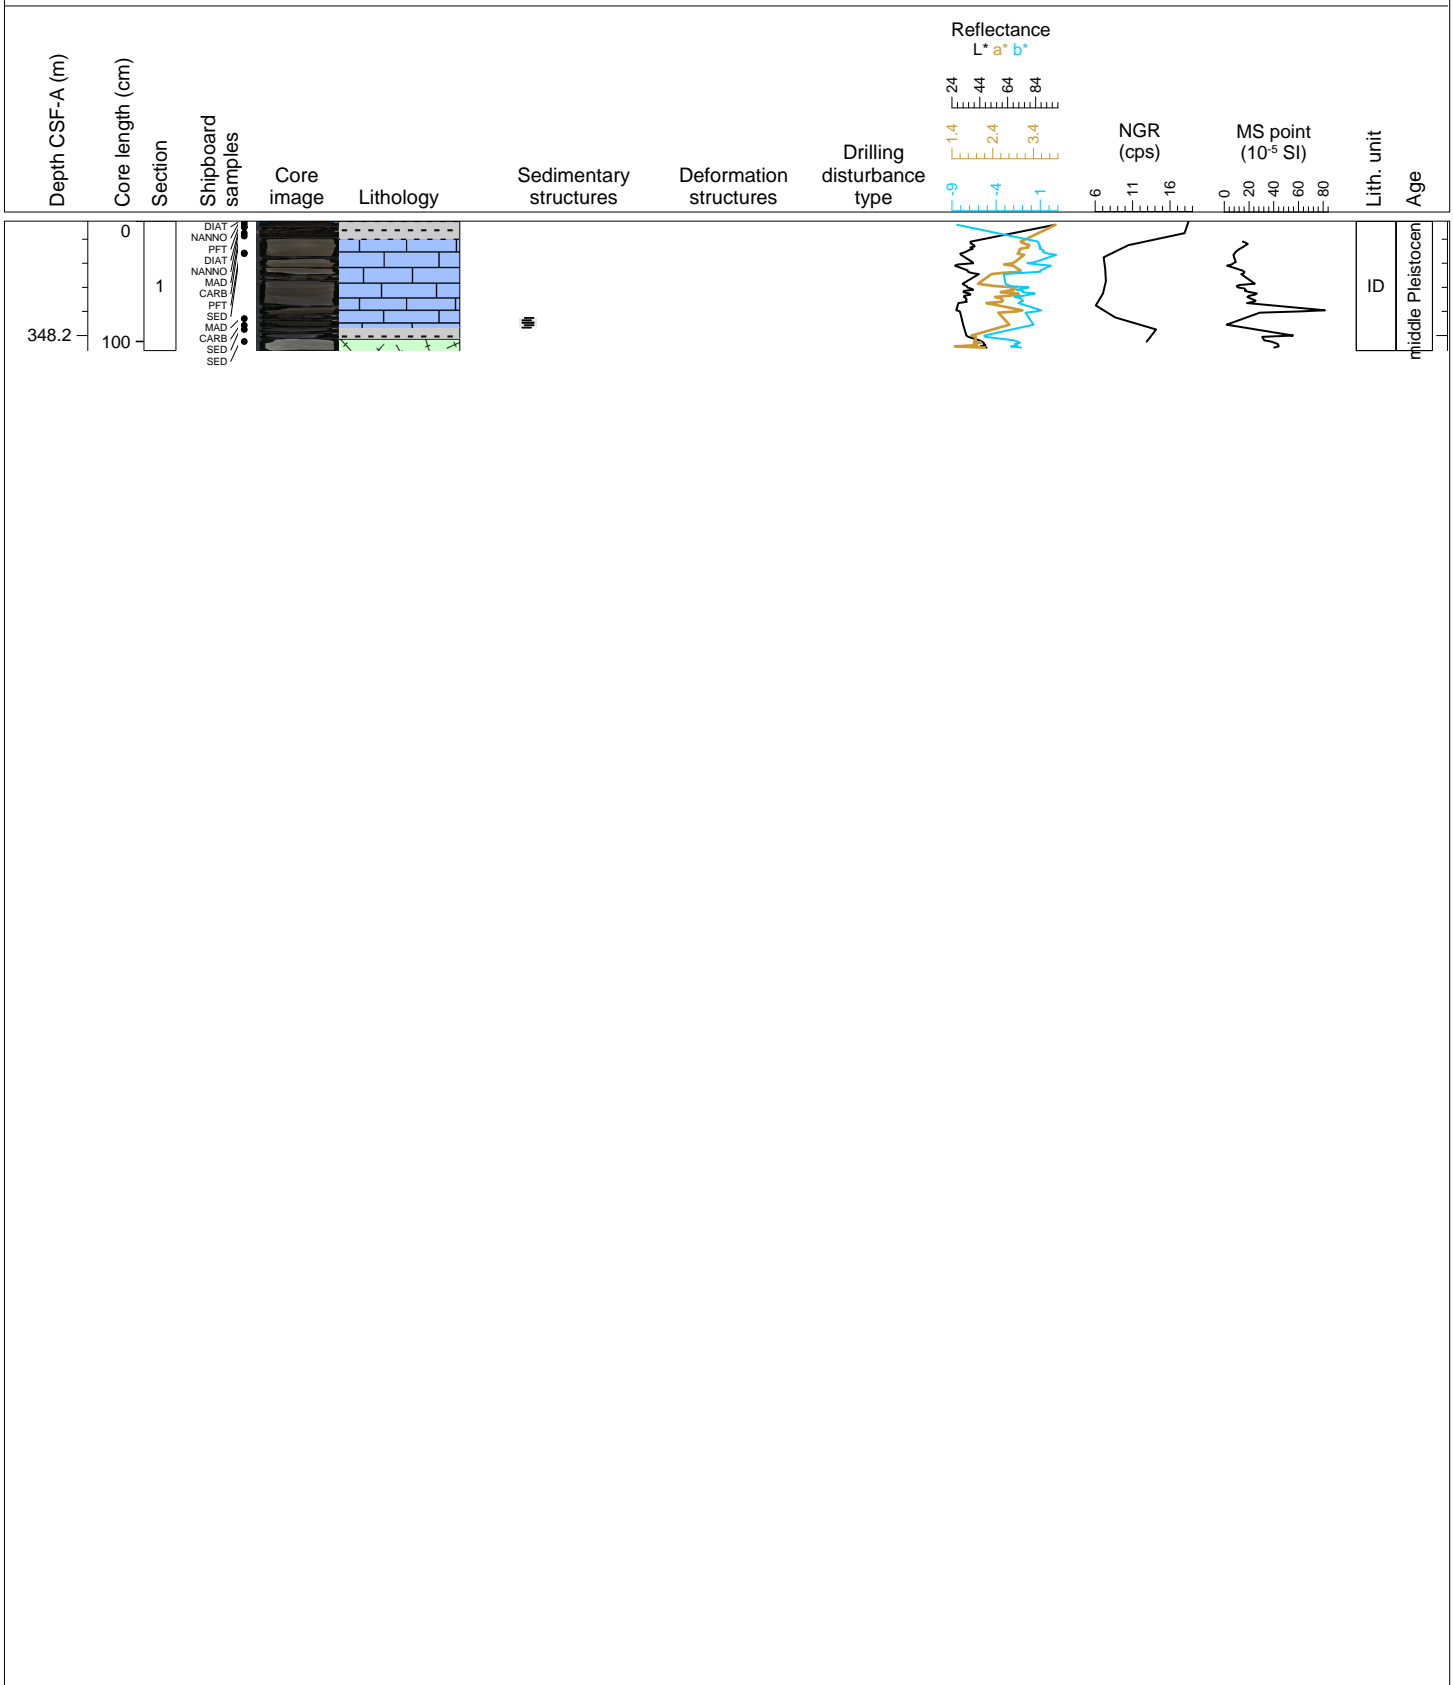 Depth CSF-A (m)
Core length (cm)
Section
Shipboard
samples
Core
image
Lithology
Sedimentary
structures
Deformation
structures
Drilling
disturbance
type
Reflectance
L* a* b*
24 44 64 84
1.4 2.4 3.4
-9 -4 1
NGR
(cps)
6 11 16
MS point
(10⁻⁵ SI)
0 20 40 60 80
Lith. unit
Age
348.2
0
100
1
DIAT
NANNO
PFT
DIAT
NANNO
MAD
CARB
PFT
SED
MAD
CARB
SED
SED
ID
middle Pleistocen